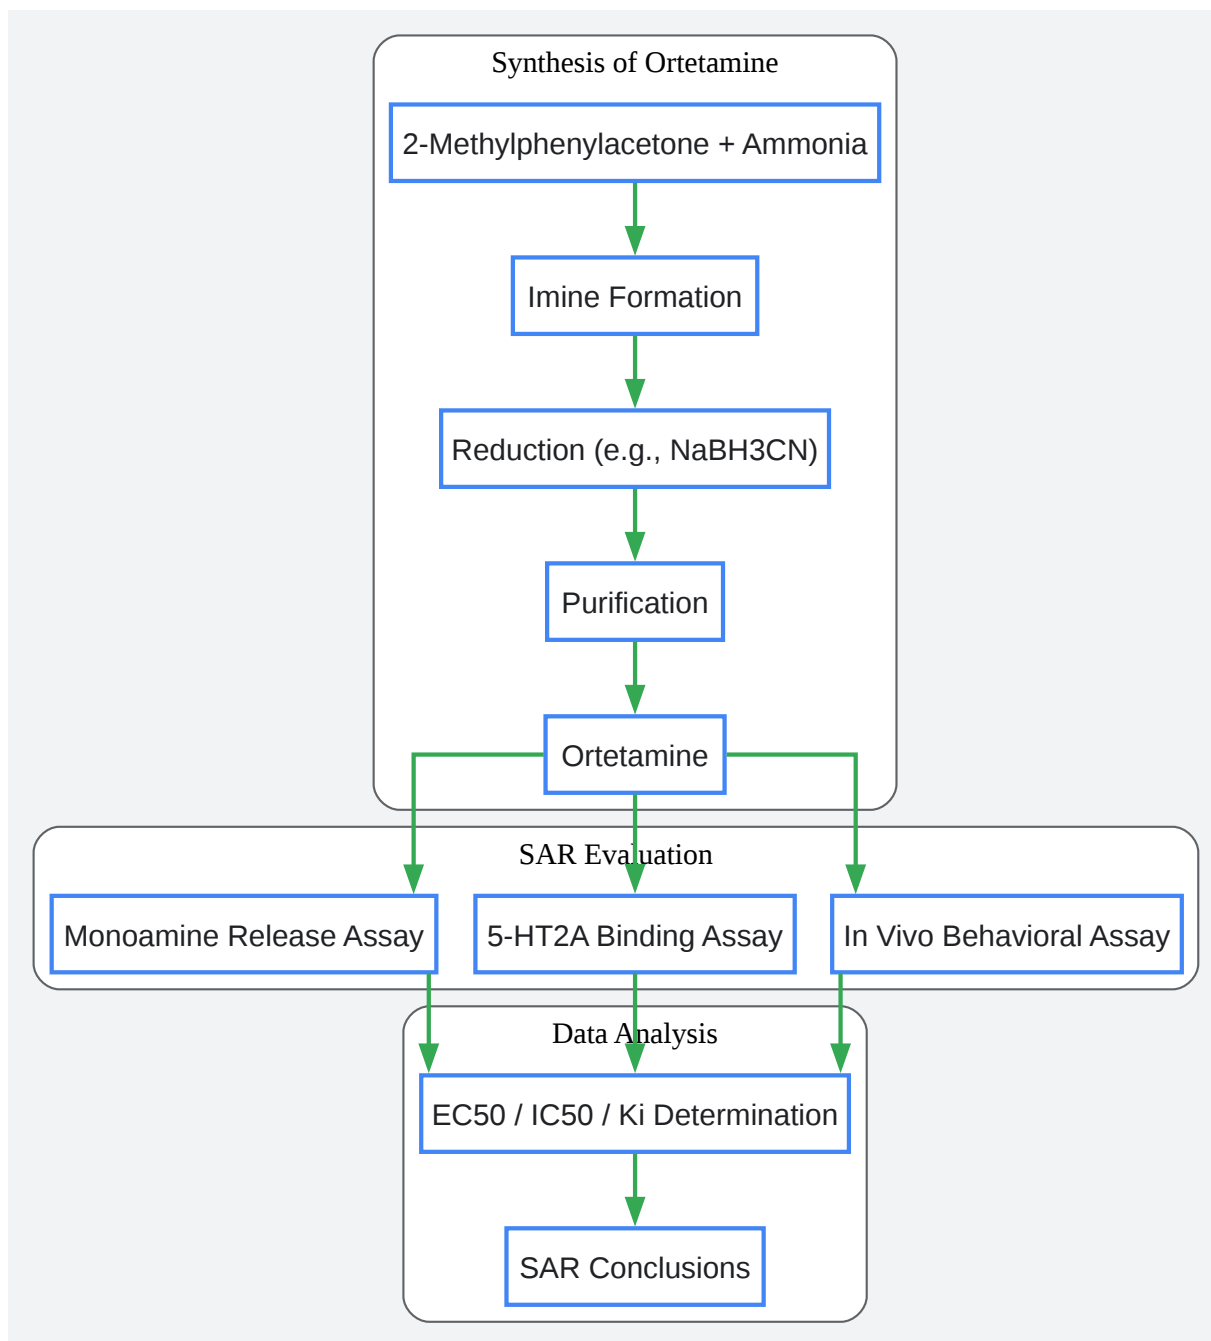 Synthesis of Ortetamine
2-Methylphenylacetone + Ammonia
Imine Formation
Reduction (e.g., NaBH3CN)
Purification
Ortetamine
SAR Evaluation
Monoamine Release Assay
5-HT2A Binding Assay
In Vivo Behavioral Assay
Data Analysis
EC50 / IC50 / Ki Determination
SAR Conclusions